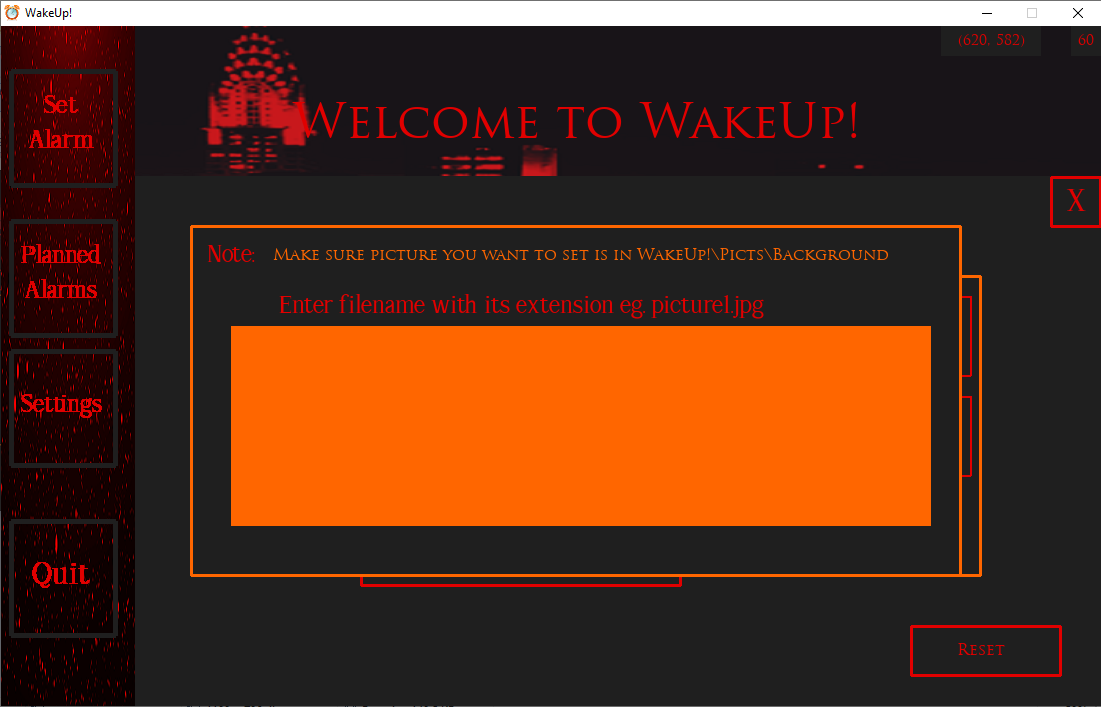 WakeUp!
(620, 582)
60
Welcome to WakeUp!
Set
Alarm
Planned
Alarms
Settings
Quit
X
Note: Make sure picture you want to set is in WakeUp!\Picts\Background
Enter filename with its extension eg. picture1.jpg
Reset